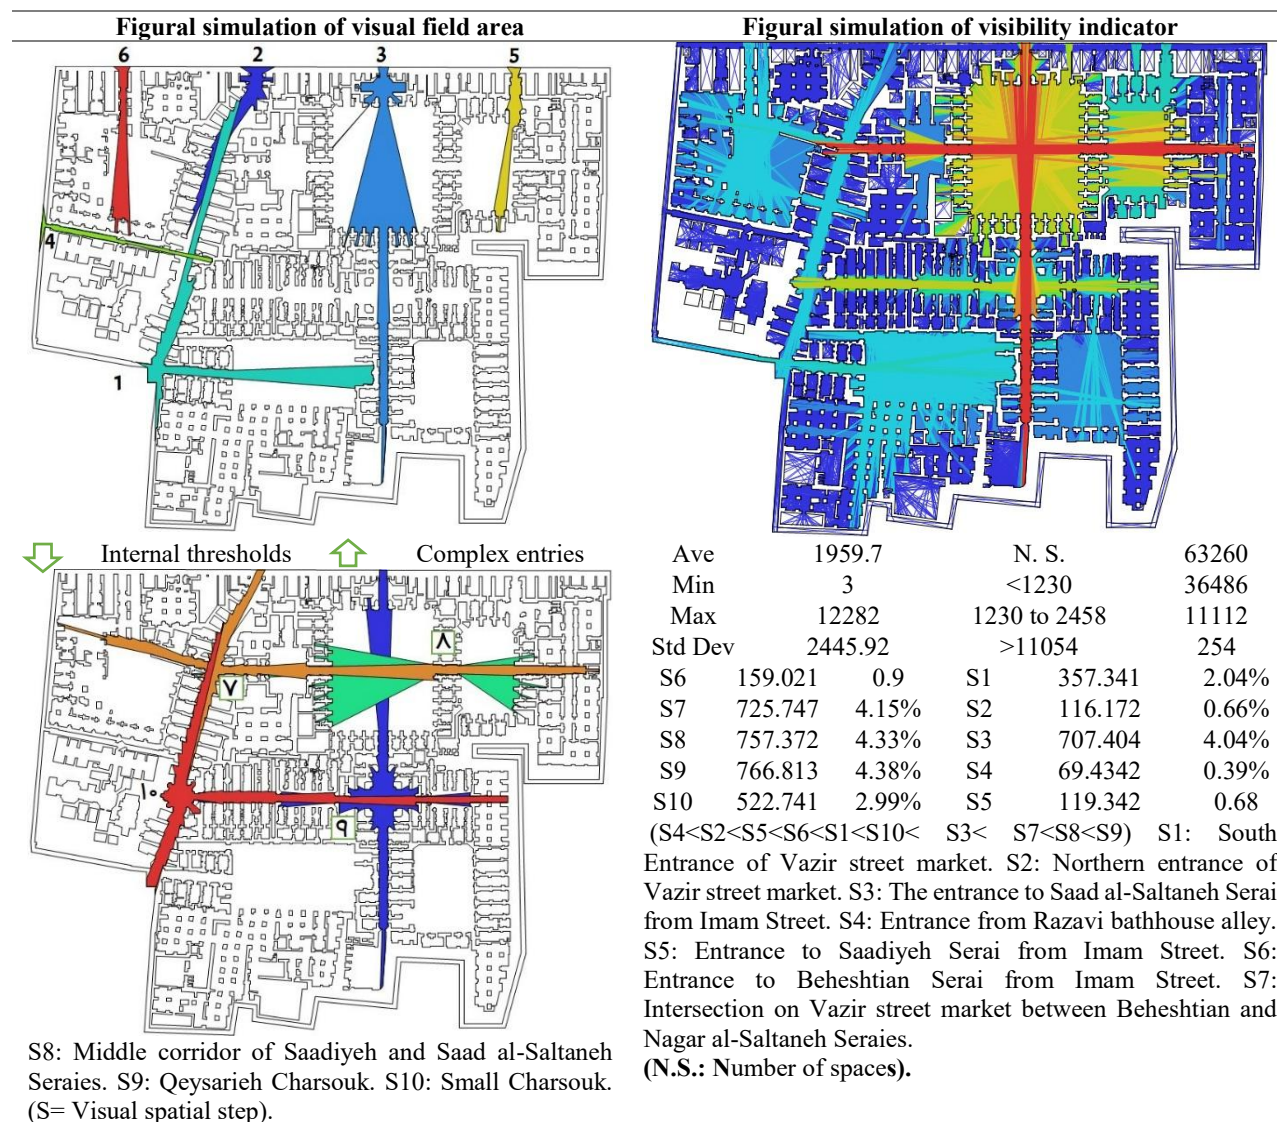 Figural simulation of visual field area
Figural simulation of visibility indicator
6 2 3 5
4
1
Internal thresholds Complex entries
۸
۷
۱۰
۹
S8: Middle corridor of Saadiyeh and Saad al-Saltaneh
Seraies. S9: Qeysarieh Charsouk. S10: Small Charsouk.
(S= Visual spatial step).
Ave 1959.7 N. S. 63260
Min 3 <1230 36486
Max 12282 1230 to 2458 11112
Std Dev 2445.92 >11054 254
S6 159.021 0.9 S1 357.341 2.04%
S7 725.747 4.15% S2 116.172 0.66%
S8 757.372 4.33% S3 707.404 4.04%
S9 766.813 4.38% S4 69.4342 0.39%
S10 522.741 2.99% S5 119.342 0.68
(S4<S2<S5<S6<S1<S10< S3< S7<S8<S9) S1: South
Entrance of Vazir street market. S2: Northern entrance of
Vazir street market. S3: The entrance to Saad al-Saltaneh Serai
from Imam Street. S4: Entrance from Razavi bathhouse alley.
S5: Entrance to Saadiyeh Serai from Imam Street. S6:
Entrance to Beheshtian Serai from Imam Street. S7:
Intersection on Vazir street market between Beheshtian and
Nagar al-Saltaneh Seraies.
(N.S.: Number of spaces).